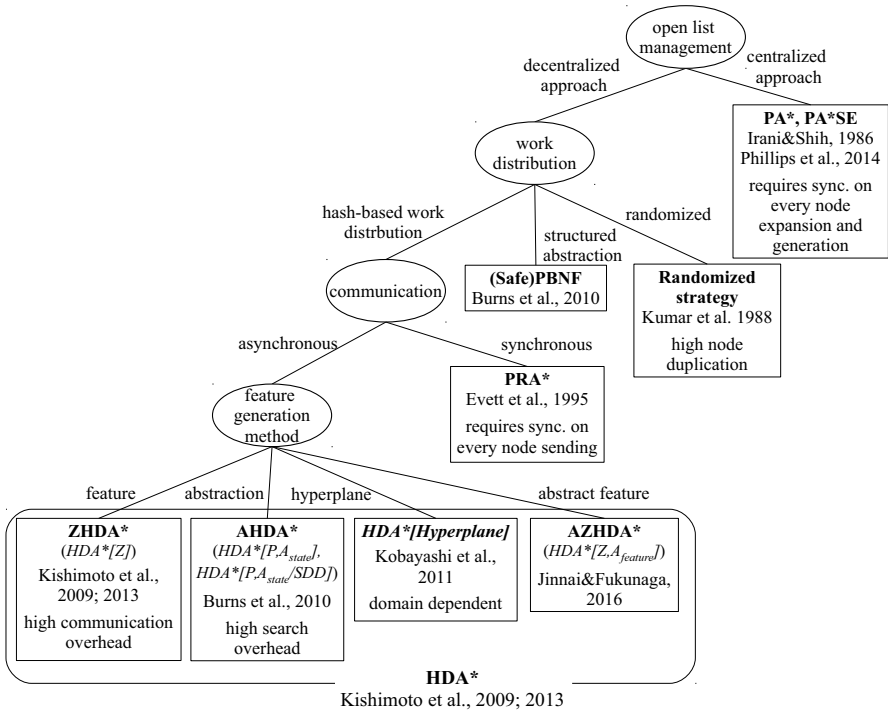 open list
management
decentralized
approach
centralized
approach
PA*, PA*SE
Irani&Shih, 1986
Phillips et al., 2014
requires sync. on
every node
expansion and
generation
work
distribution
hash-based work
distrbution
structured
abstraction
randomized
communication
(Safe)PBNF
Burns et al., 2010
Randomized
strategy
Kumar et al. 1988
high node
duplication
asynchronous
synchronous
PRA*
Evett et al., 1995
requires sync. on
every node sending
feature
generation
method
feature
abstraction
hyperplane
abstract feature
ZHDA*
(HDA*[Z])
Kishimoto et al.,
2009; 2013
high communication
overhead
AHDA*
(HDA*[P,Astate],
HDA*[P,Astate/SDD])
Burns et al., 2010
high search
overhead
HDA*[Hyperplane]
Kobayashi et al.,
2011
domain dependent
AZHDA*
(HDA*[Z,Afeature])
Jinnai&Fukunaga,
2016
HDA*
Kishimoto et al., 2009; 2013